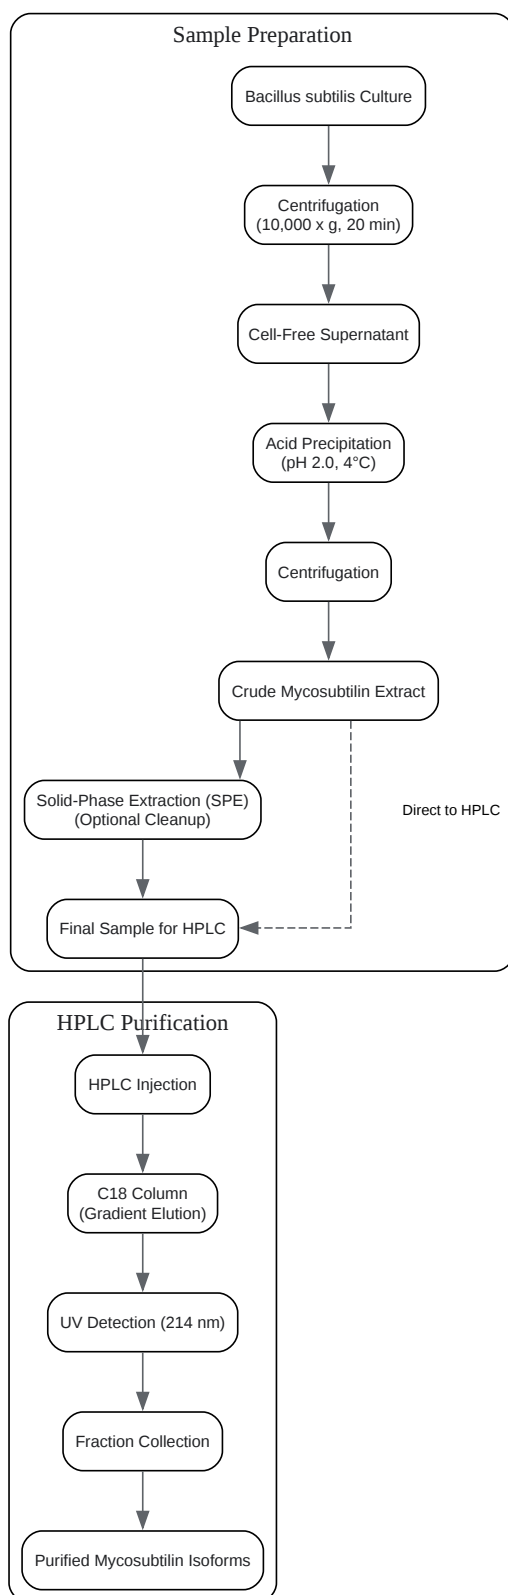 Sample Preparation
Bacillus subtilis Culture
Centrifugation
(10,000 x g, 20 min)
Cell-Free Supernatant
Acid Precipitation
(pH 2.0, 4°C)
Centrifugation
Crude Mycosubtilin Extract
Solid-Phase Extraction (SPE)
(Optional Cleanup)
Direct to HPLC
Final Sample for HPLC
HPLC Purification
HPLC Injection
C18 Column
(Gradient Elution)
UV Detection (214 nm)
Fraction Collection
Purified Mycosubtilin Isoforms